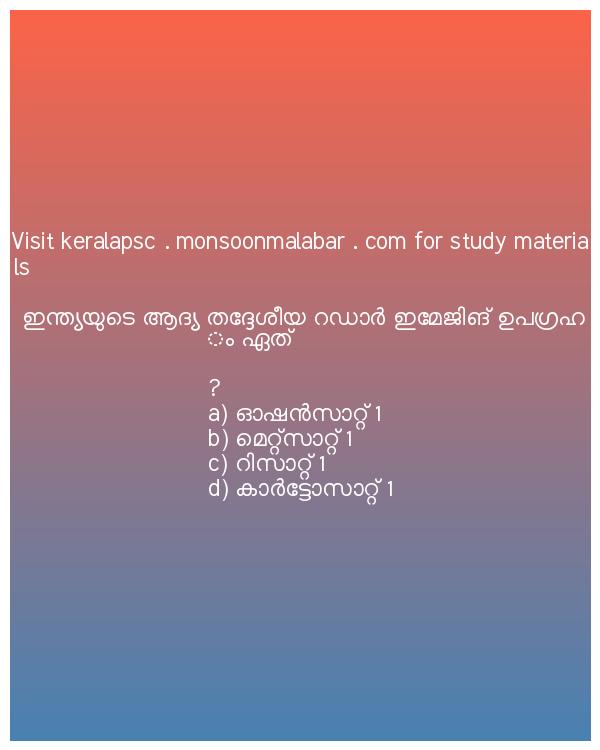 Visit keralapsc . monsoonmalabar . com for study materia
ls
ഇന്ത്യയുടെ ആദ്യ തദ്ദേശീയ റഡാർ ഇമേജിങ് ഉപഗ്രഹ
ം ഏത്
?
a) ഓഷൻസാറ്റ് 1
b) മെറ്റ്സാറ്റ് 1
c) റിസാറ്റ് 1
d) കാർട്ടോസാറ്റ് 1